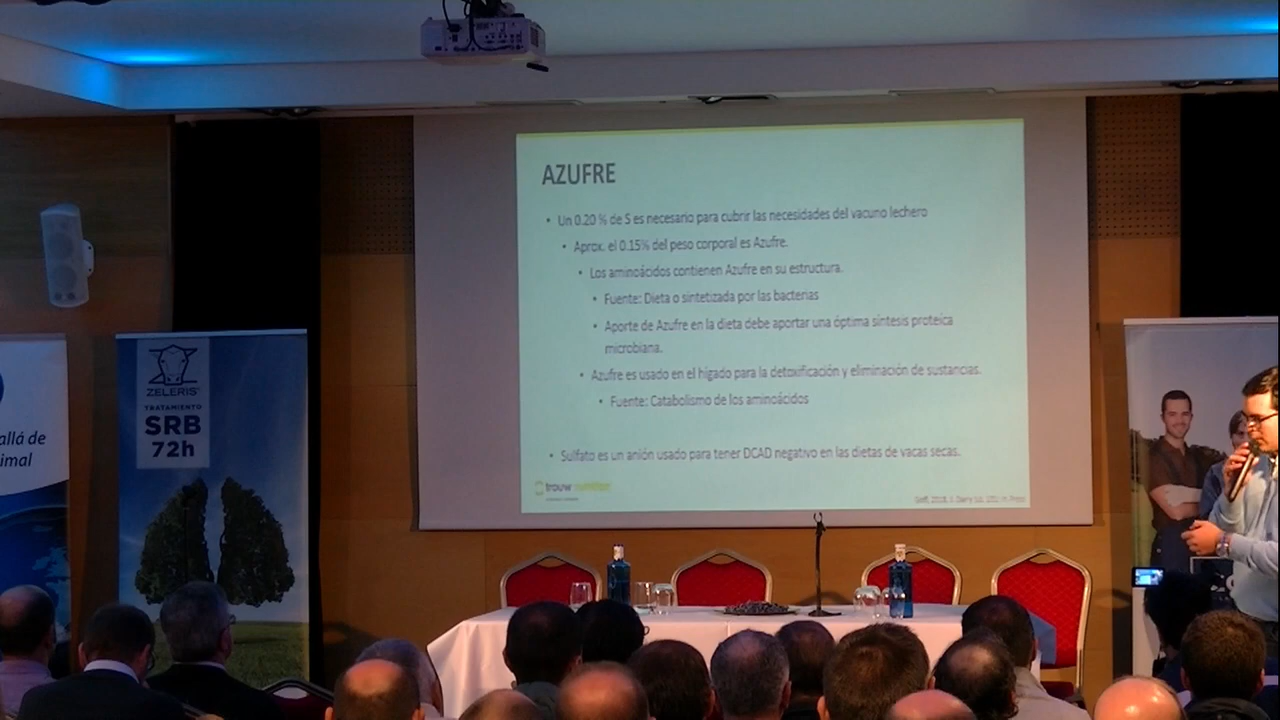 AZUFRE
• Un 0.20 % de S es necesario para cubrir las necesidades del vacuno lechero
• Aprox. el 0.15% del peso corporal es Azufre.
• Los aminoácidos contienen Azufre en su estructura.
• Fuente: Dieta o sintetizada por las bacterias
• Aporte de Azufre en la dieta debe aportar una óptima síntesis proteica
microbiana.
• Azufre es usado en el hígado para la detoxificación y eliminación de sustancias.
• Fuente: Catabolismo de los aminoácidos
• Sulfato es un anión usado para tener DCAD negativo en las dietas de vacas secas.
trouw nutrition
ZELERIS
TRATAMIENTO
SRB
72h
allá de
imal